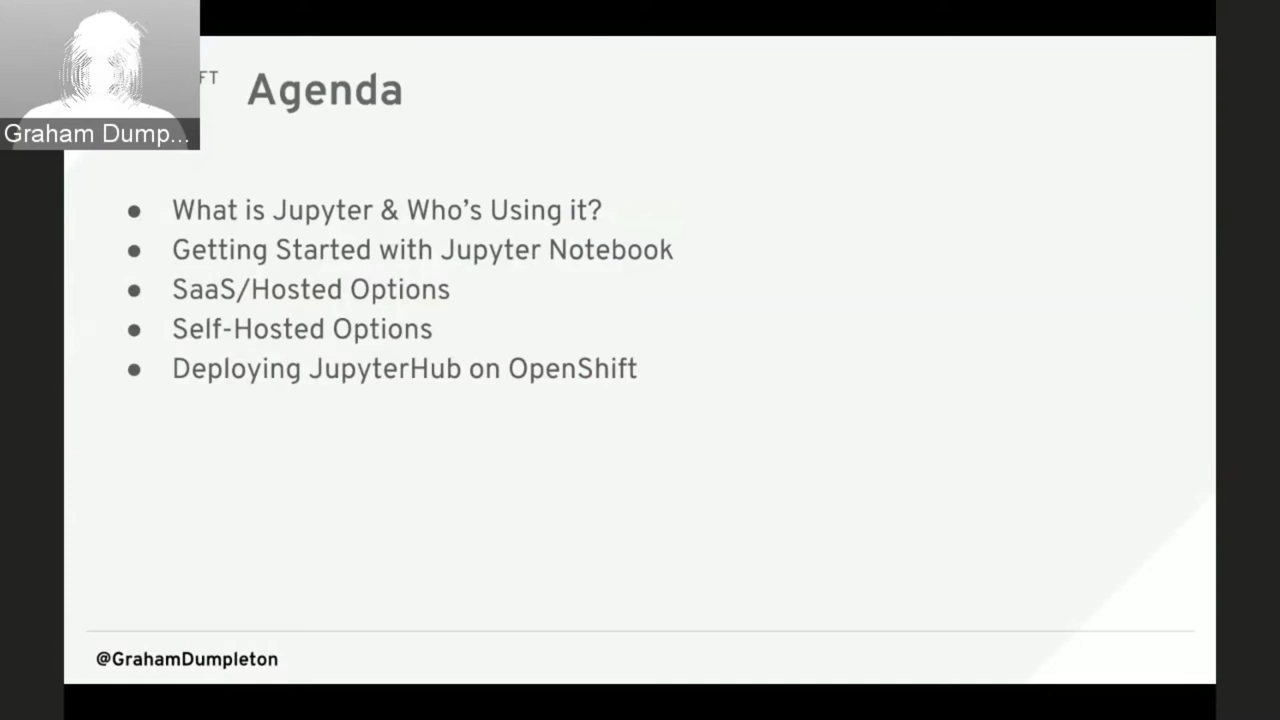 FT
Agenda
Graham Dump...
● What is Jupyter & Who’s Using it?
● Getting Started with Jupyter Notebook
● SaaS/Hosted Options
● Self-Hosted Options
● Deploying JupyterHub on OpenShift
@GrahamDumpleton